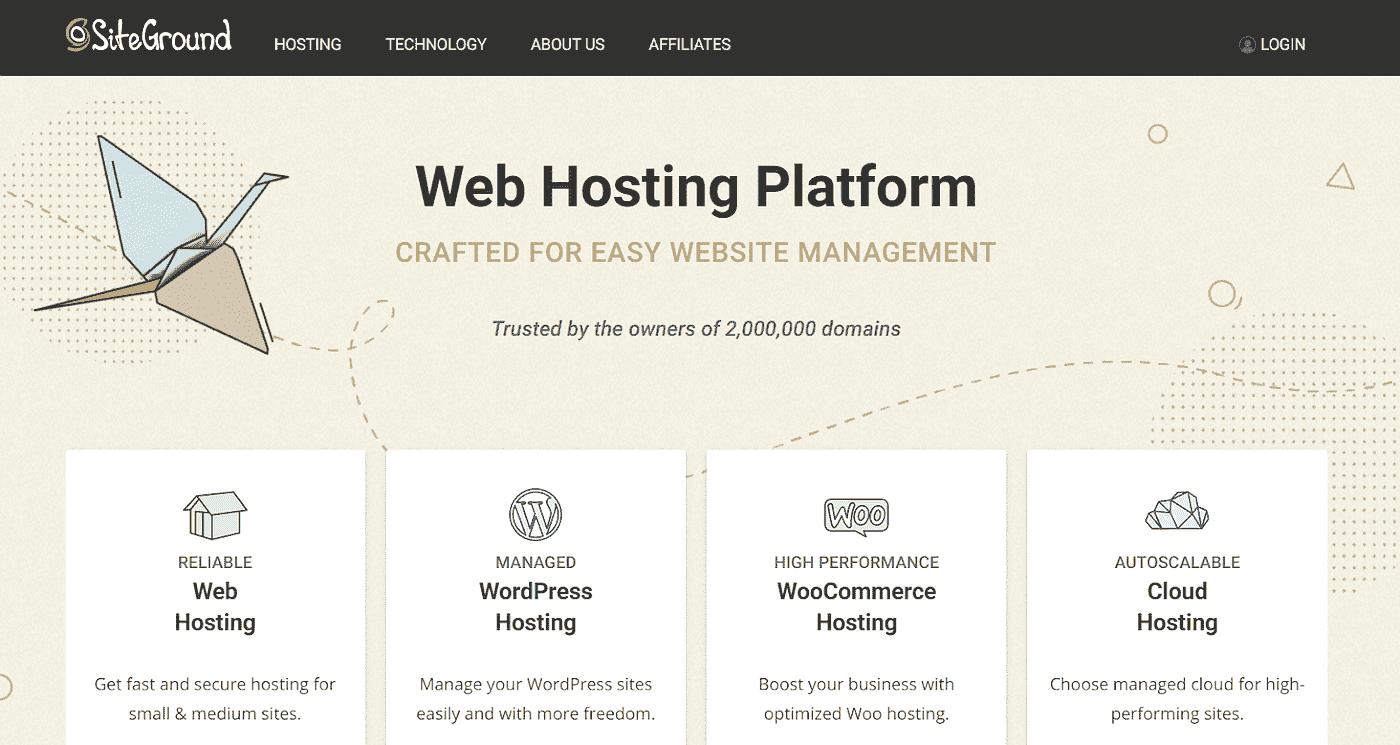 SiteGround
HOSTING
TECHNOLOGY
ABOUT US
AFFILIATES
LOGIN
Web Hosting Platform
CRAFTED FOR EASY WEBSITE MANAGEMENT
Trusted by the owners of 2,000,000 domains
RELIABLE
Web
Hosting
Get fast and secure hosting for
small & medium sites.
W
MANAGED
WordPress
Hosting
Manage your WordPress sites
easily and with more freedom.
WOO
HIGH PERFORMANCE
WooCommerce
Hosting
Boost your business with
optimized Woo hosting.
AUTOSCALABLE
Cloud
Hosting
Choose managed cloud for high-
performing sites.